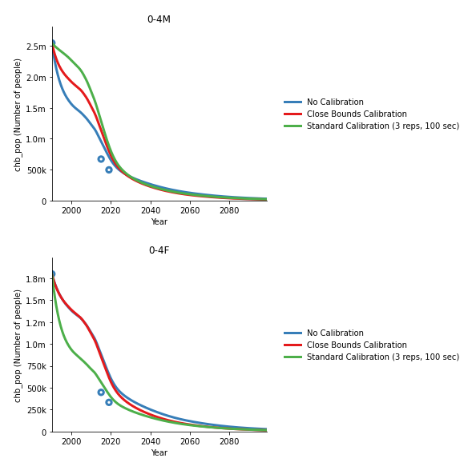 0-4M
chb_pop (Number of people)
2.5m
2.0m
1.5m
1.0m
500k
0
2000 2020 2040 2060 2080
Year
No Calibration
Close Bounds Calibration
Standard Calibration (3 reps, 100 sec)
0-4F
chb_pop (Number of people)
1.8m
1.5m
1.2m
1.0m
750k
500k
250k
0
2000 2020 2040 2060 2080
Year
No Calibration
Close Bounds Calibration
Standard Calibration (3 reps, 100 sec)